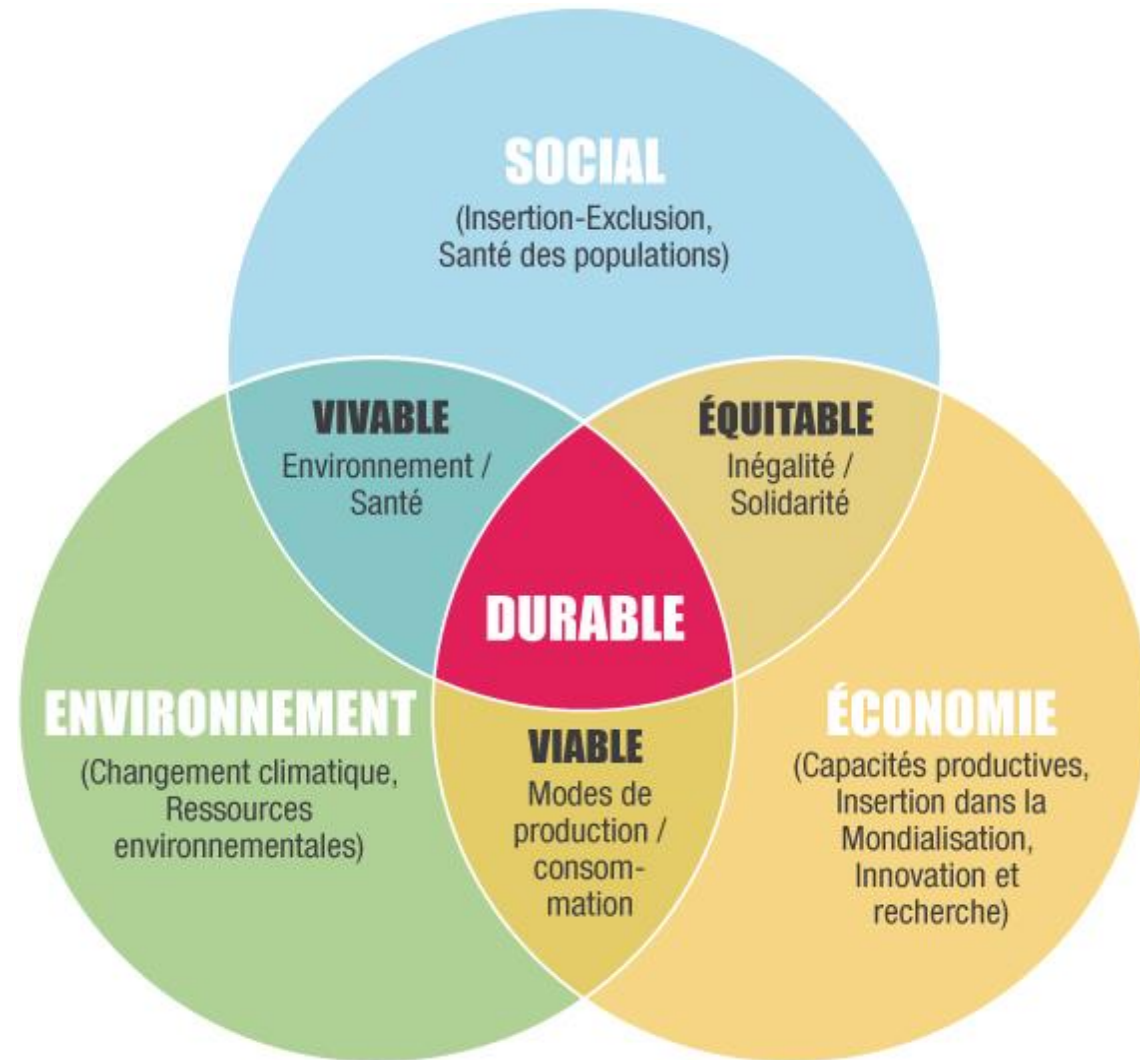 SOCIAL
(Insertion-Exclusion,
Santé des populations)
VIVABLE
Environnement /
Santé
ÉQUITABLE
Inégalité /
Solidarité
DURABLE
ENVIRONNEMENT
(Changement climatique,
Ressources
environnementales)
VIABLE
Modes de
production /
consom-
mation
ÉCONOMIE
(Capacités productives,
Insertion dans la
Mondialisation,
Innovation et
recherche)